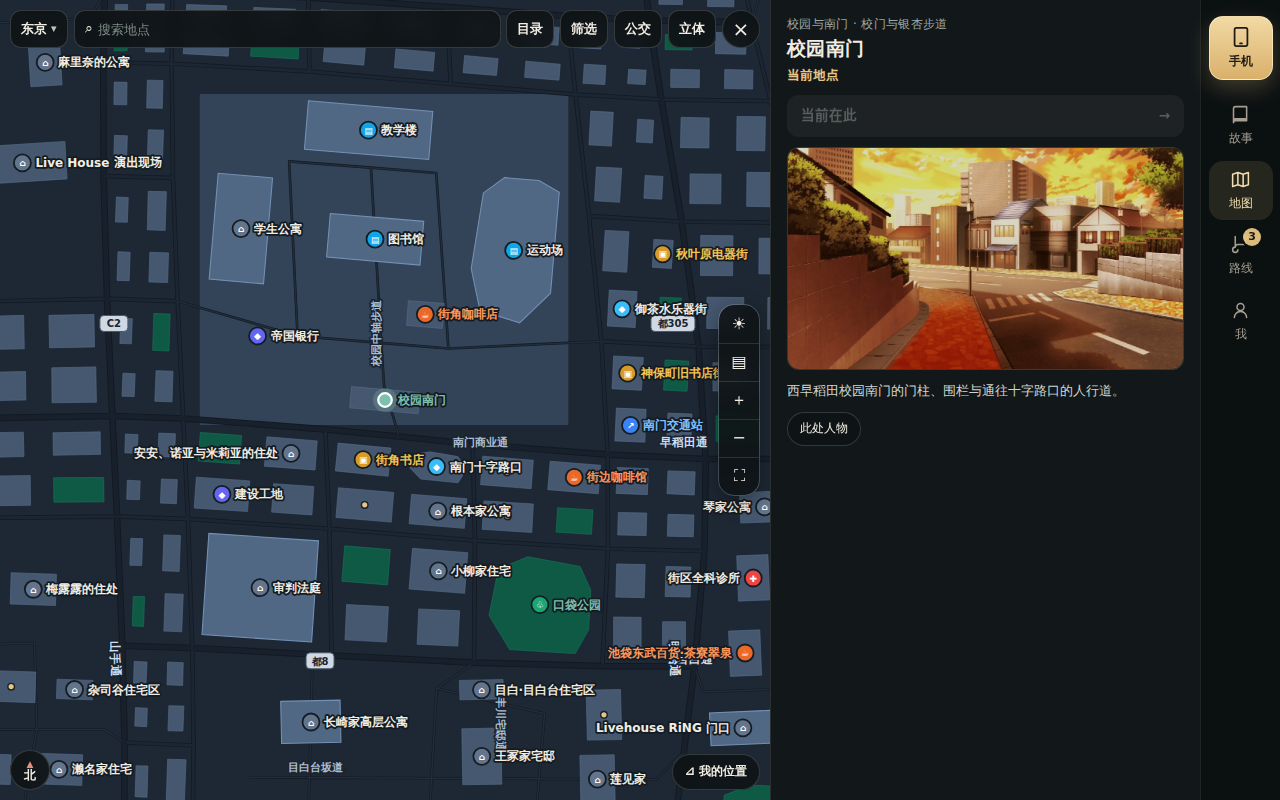 东京
搜索地点
目录
筛选
公交
立体
麻里奈的公寓
Live House 演出现场
教学楼
学生公寓
图书馆
运动场
秋叶原电器街
街角咖啡店
御茶水乐器街
C2
都305
帝国银行
校园中轴步道
神保町旧书店街
校园南门
南门交通站
早稻田通
南门商业通
安安、诺亚与米莉亚的住处
街角书店
南门十字路口
街边咖啡馆
建设工地
根本家公寓
琴家公寓
小柳家住宅
街区全科诊所
梅露露的住处
审判法庭
口袋公园
山手通
都8
池袋东武百货·茶寮翠泉
杂司谷住宅区
目白·目白台住宅区
长崎家高层公寓
Livehouse RiNG 门口
王冢家宅邸
北
濑名家住宅
目白台坂道
莲见家
我的位置
校园与南门 · 校门与银杏步道
校园南门
当前地点
当前在此
西早稻田校园南门的门柱、围栏与通往十字路口的人行道。
此处人物
手机
故事
地图
3
路线
我